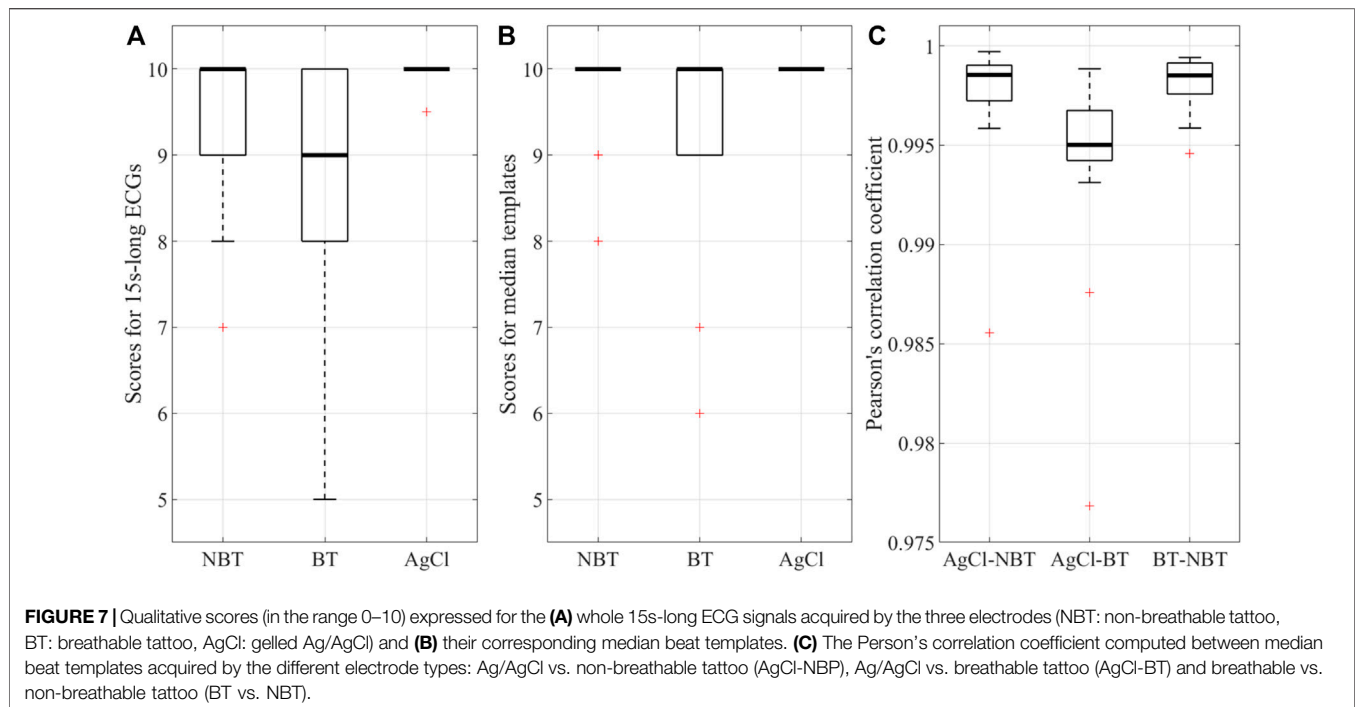 A
B
C
Scores for 15s-long ECGs
10
9
8
7
6
5
NBT BT AgCl
Scores for median templates
10
9
8
7
6
5
NBT BT AgCl
Pearson's correlation coefficient
1
0.995
0.99
0.985
0.98
0.975
AgCl-NBT AgCl-BT BT-NBT
FIGURE 7 | Qualitative scores (in the range 0–10) expressed for the (A) whole 15s-long ECG signals acquired by the three electrodes (NBT: non-breathable tattoo,
BT: breathable tattoo, AgCl: gelled Ag/AgCl) and (B) their corresponding median beat templates. (C) The Person's correlation coefficient computed between median
beat templates acquired by the different electrode types: Ag/AgCl vs. non-breathable tattoo (AgCl-NBP), Ag/AgCl vs. breathable tattoo (AgCl-BT) and breathable vs.
non-breathable tattoo (BT vs. NBT).